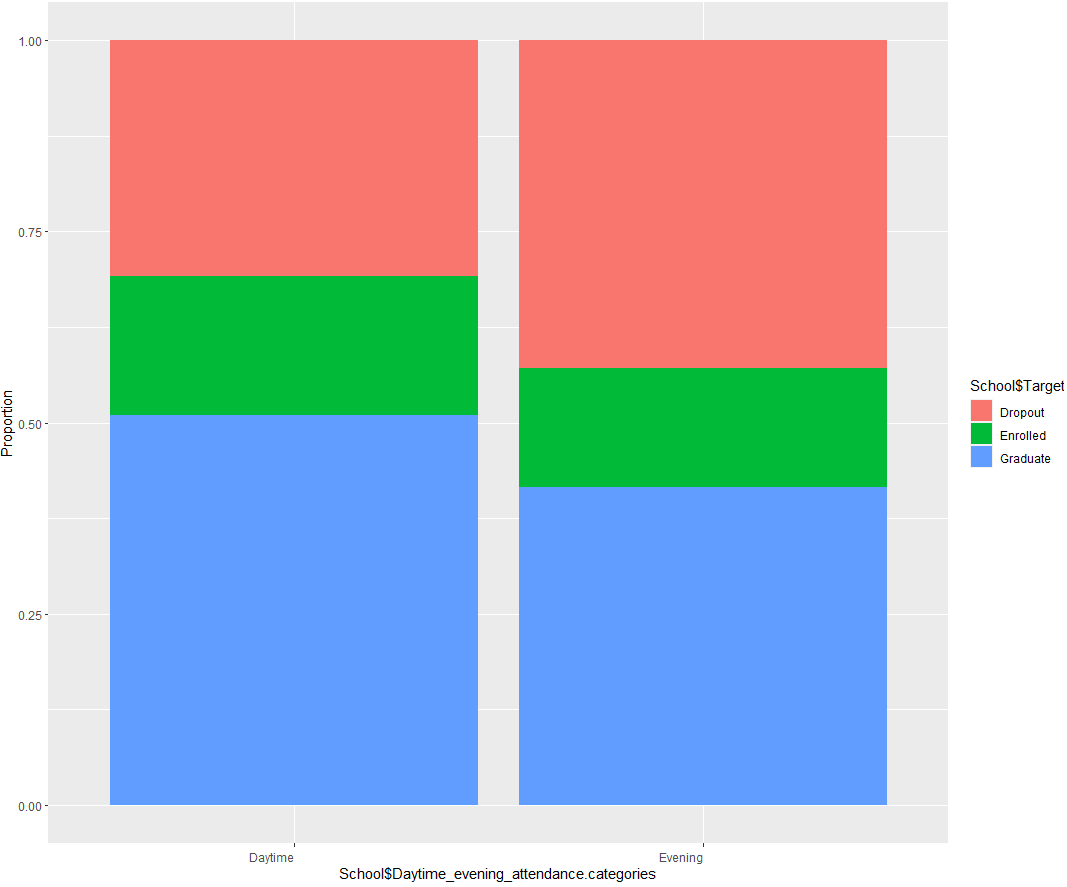 Proportion
1.00
0.75
0.50
0.25
0.00
Daytime
Evening
School$Daytime_evening_attendance.categories
School$Target
Dropout
Enrolled
Graduate